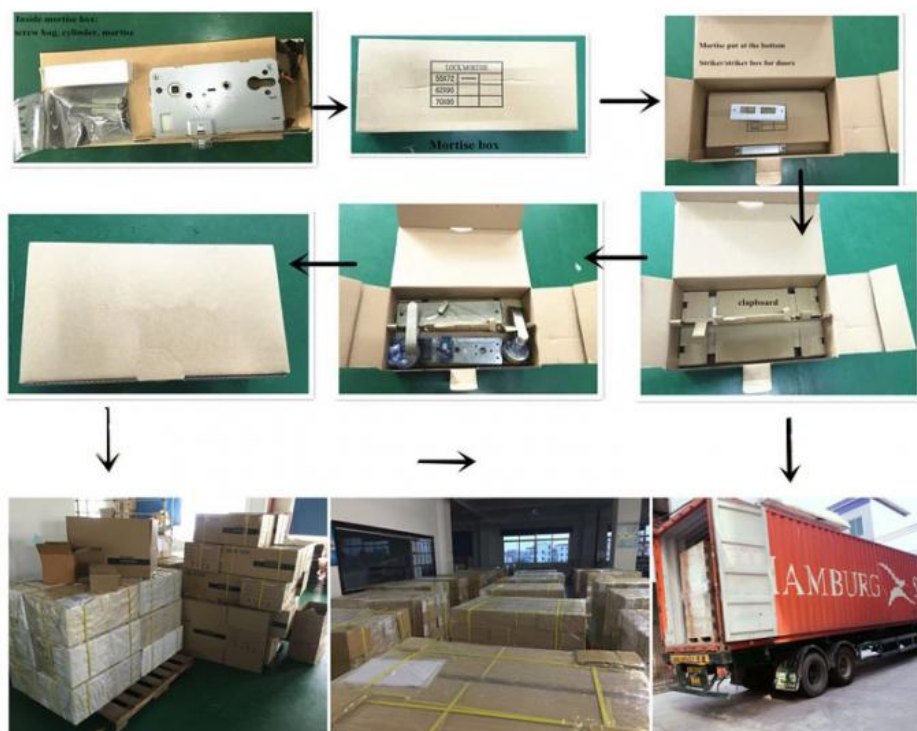 Inside mortise box:
screw bag, cylinder, mortise
LOCK MORTISE
55X72
62X90
70X90
Mortise box
Mortise put at the bottom
Striker/striker box for doors
clapboard
HAMBURG